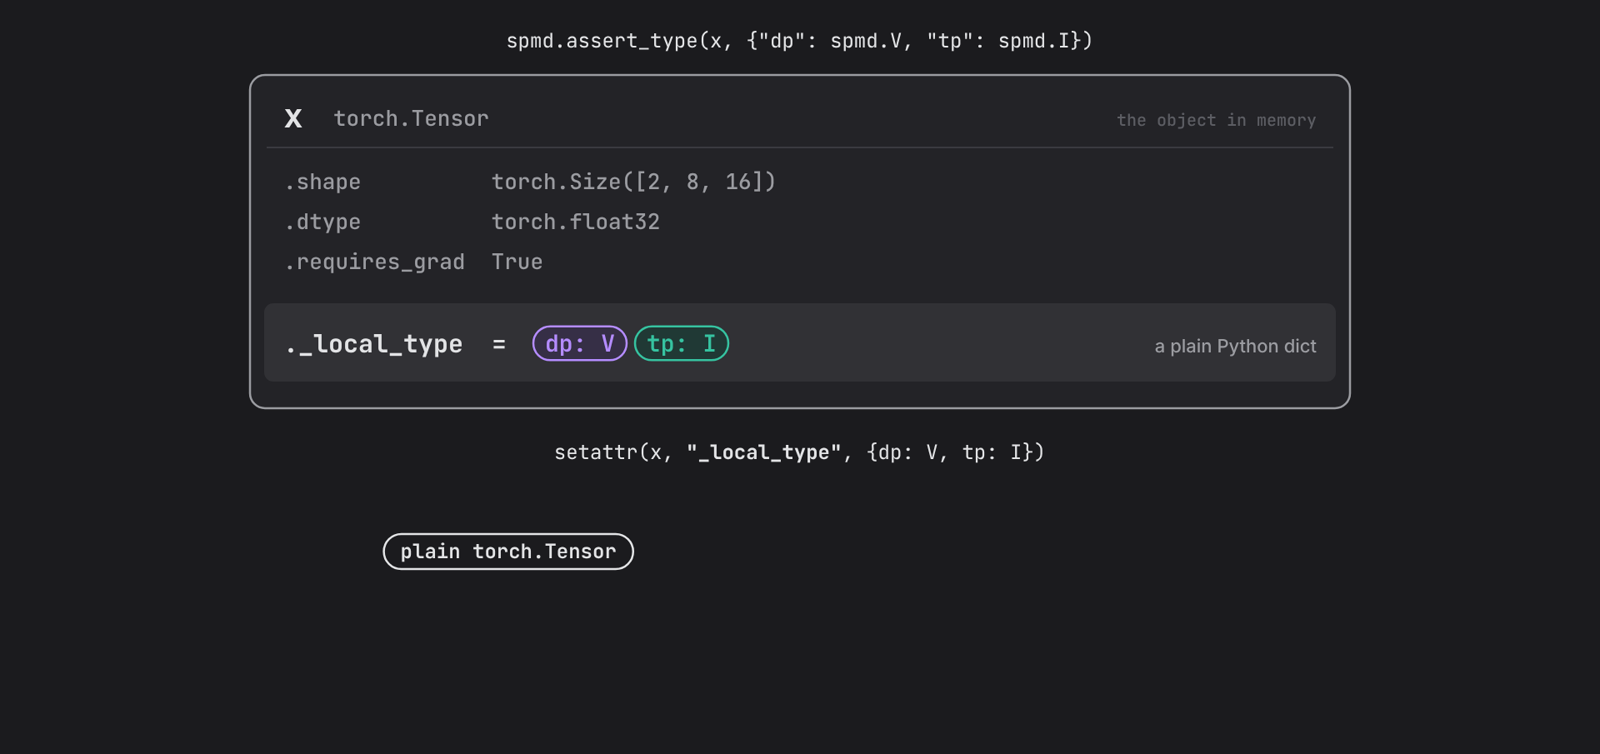 spmd.assert_type(x, {"dp": spmd.V, "tp": spmd.I})
x torch.Tensor the object in memory
.shape torch.Size([2, 8, 16])
.dtype torch.float32
.requires_grad True
._local_type = dp: V tp: I a plain Python dict
setattr(x, "_local_type", {dp: V, tp: I})
plain torch.Tensor